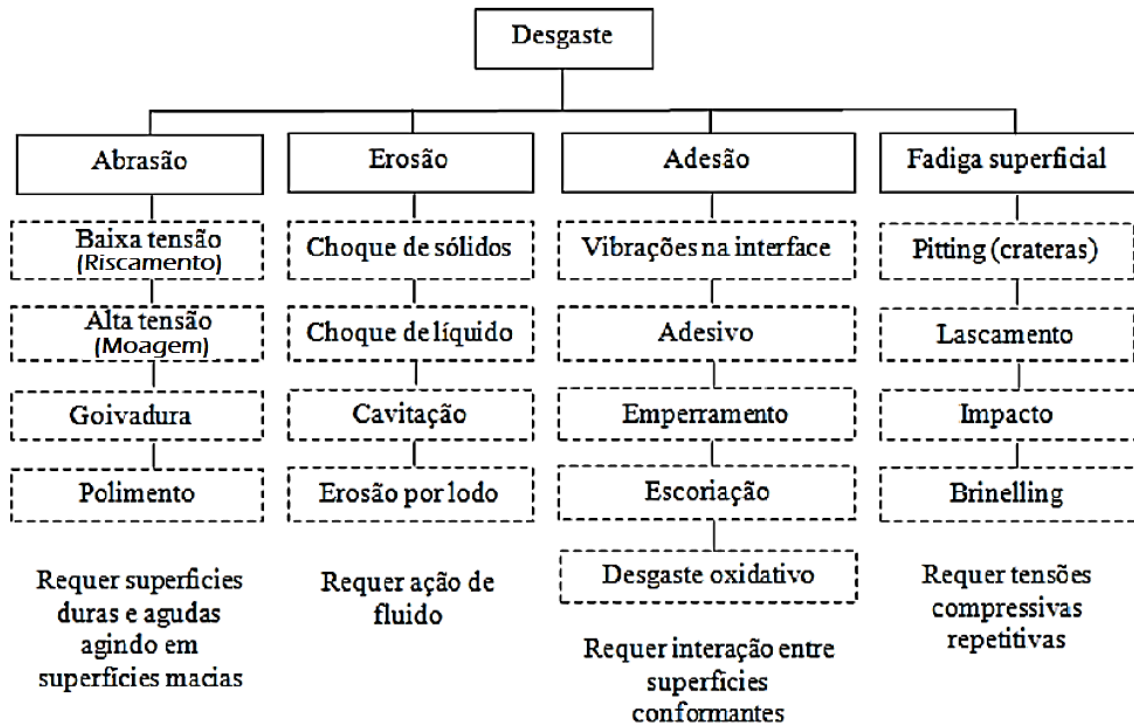 Desgaste
Abrasão
Baixa tensão
(Riscamento)
Alta tensão
(Moagem)
Goivadura
Polimento
Requer superficies
duras e agudas
agindo em
superfícies macias
Erosão
Choque de sólidos
Choque de líquido
Cavitação
Erosão por lodo
Requer ação de
fluido
Adesão
Vibrações na interface
Adesivo
Emperramento
Escoriação
Desgaste oxidativo
Requer interação entre
superfícies
conformantes
Fadiga superficial
Pitting (crateras)
Lascamento
Impacto
Brinelling
Requer tensões
compressivas
repetitivas